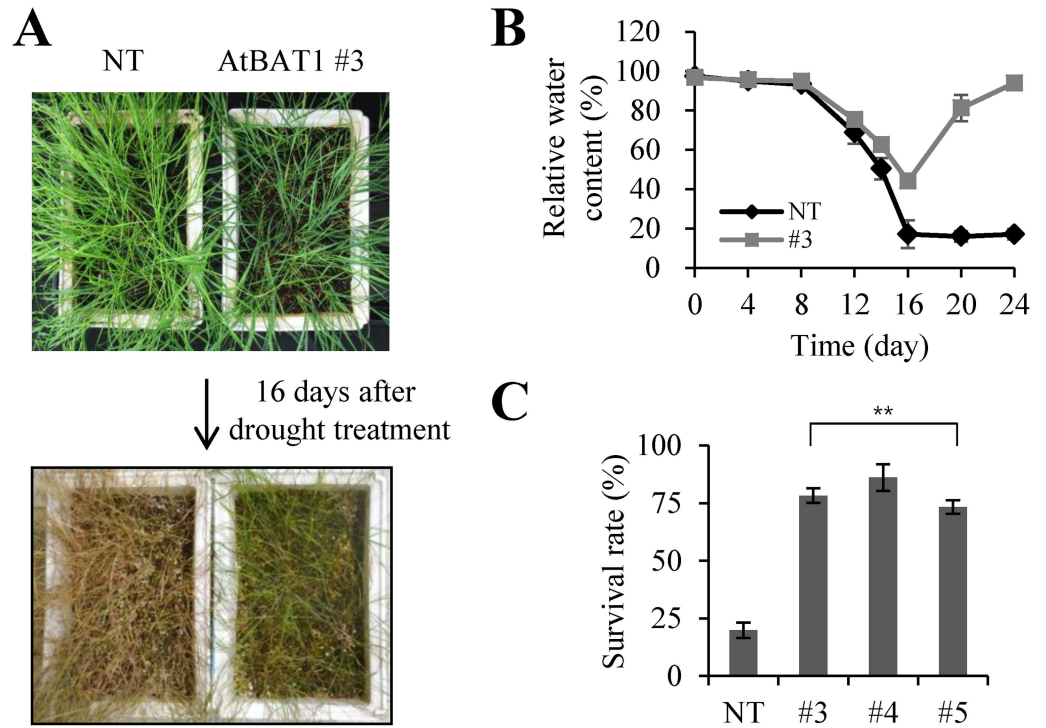 A
NT AtBAT1 #3
16 days after
drought treatment
B
Relative water
content (%)
120
100
80
60
40
20
0
NT
#3
0 4 8 12 16 20 24
Time (day)
C
**
Survival rate (%)
100
75
50
25
0
NT #3 #4 #5